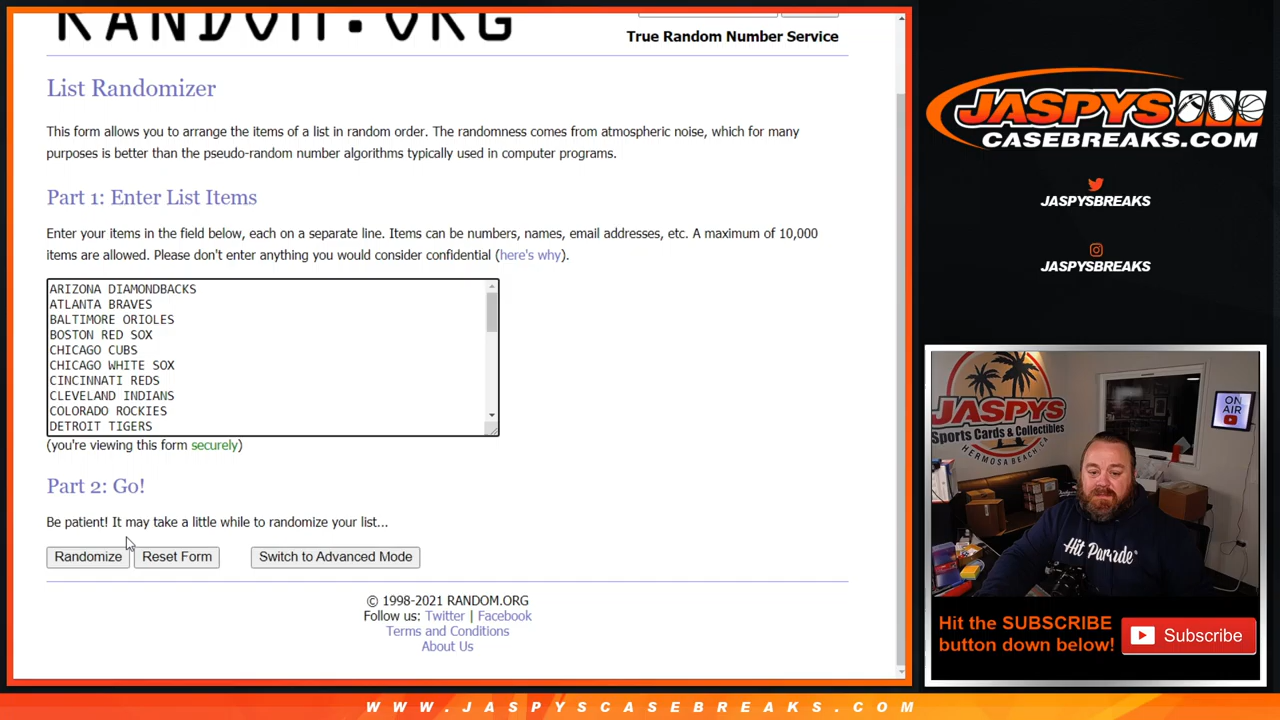 RANDOM.ORG
True Random Number Service
List Randomizer
This form allows you to arrange the items of a list in random order. The randomness comes from atmospheric noise, which for many
purposes is better than the pseudo-random number algorithms typically used in computer programs.
Part 1: Enter List Items
Enter your items in the field below, each on a separate line. Items can be numbers, names, email addresses, etc. A maximum of 10,000
items are allowed. Please don't enter anything you would consider confidential (here's why).
ARIZONA DIAMONDBACKS
ATLANTA BRAVES
BALTIMORE ORIOLES
BOSTON RED SOX
CHICAGO CUBS
CHICAGO WHITE SOX
CINCINNATI REDS
CLEVELAND INDIANS
COLORADO ROCKIES
DETROIT TIGERS
(you're viewing this form securely)
Part 2: Go!
Be patient! It may take a little while to randomize your list...
Randomize Reset Form Switch to Advanced Mode
© 1998-2021 RANDOM.ORG
Follow us: Twitter | Facebook
Terms and Conditions
About Us
JASPYS
CASEBREAKS.COM
JASPYSBREAKS
JASPYSBREAKS
JASPYS
Sports Cards & Collectibles
HERMOSA BEACH CA
ON
AIR
Hit Parade
Hit the SUBSCRIBE
button down below!
Subscribe
WWW.JASPYSCASEBREAKS.COM